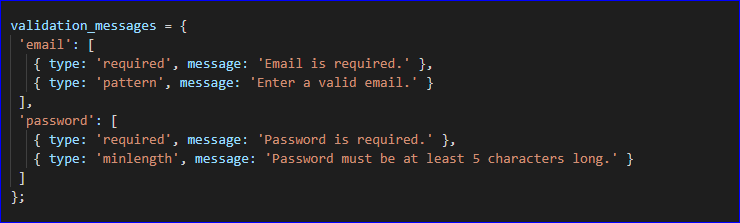 validation_messages = {
'email': [
{ type: 'required', message: 'Email is required.' },
{ type: 'pattern', message: 'Enter a valid email.' }
],
'password': [
{ type: 'required', message: 'Password is required.' },
{ type: 'minlength', message: 'Password must be at least 5 characters long.' }
]
};